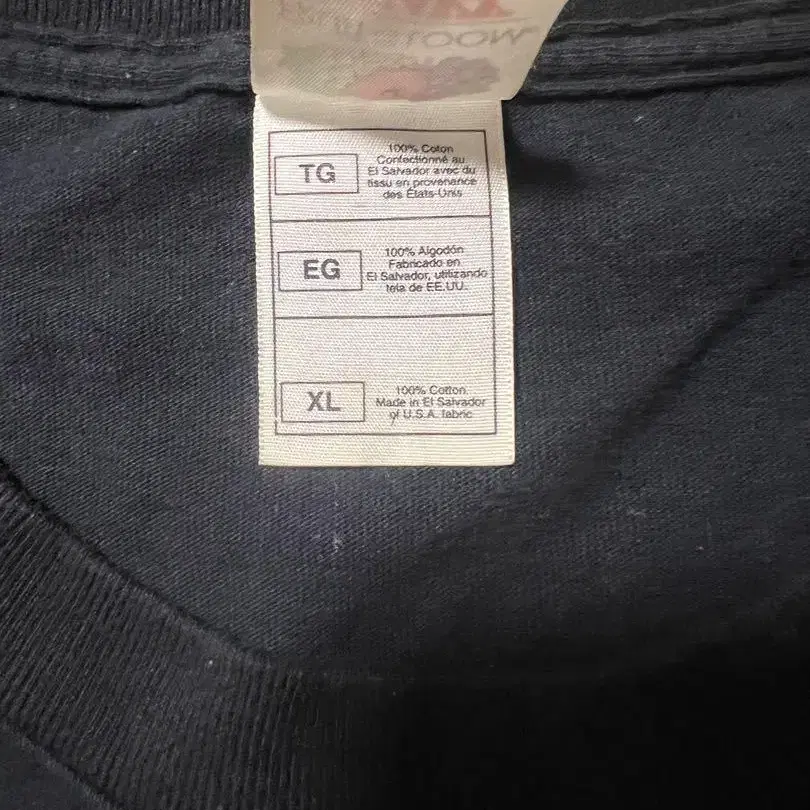 TG
100% Coton
Confectionné au
El Salvador avec du
tissu en provenance
des États-Unis
EG
100% Algodón
Fabricado en
El Salvador, utilizando
tela de EE.UU.
XL
100% Cotton
Made in El Salvador
of U.S.A. fabric